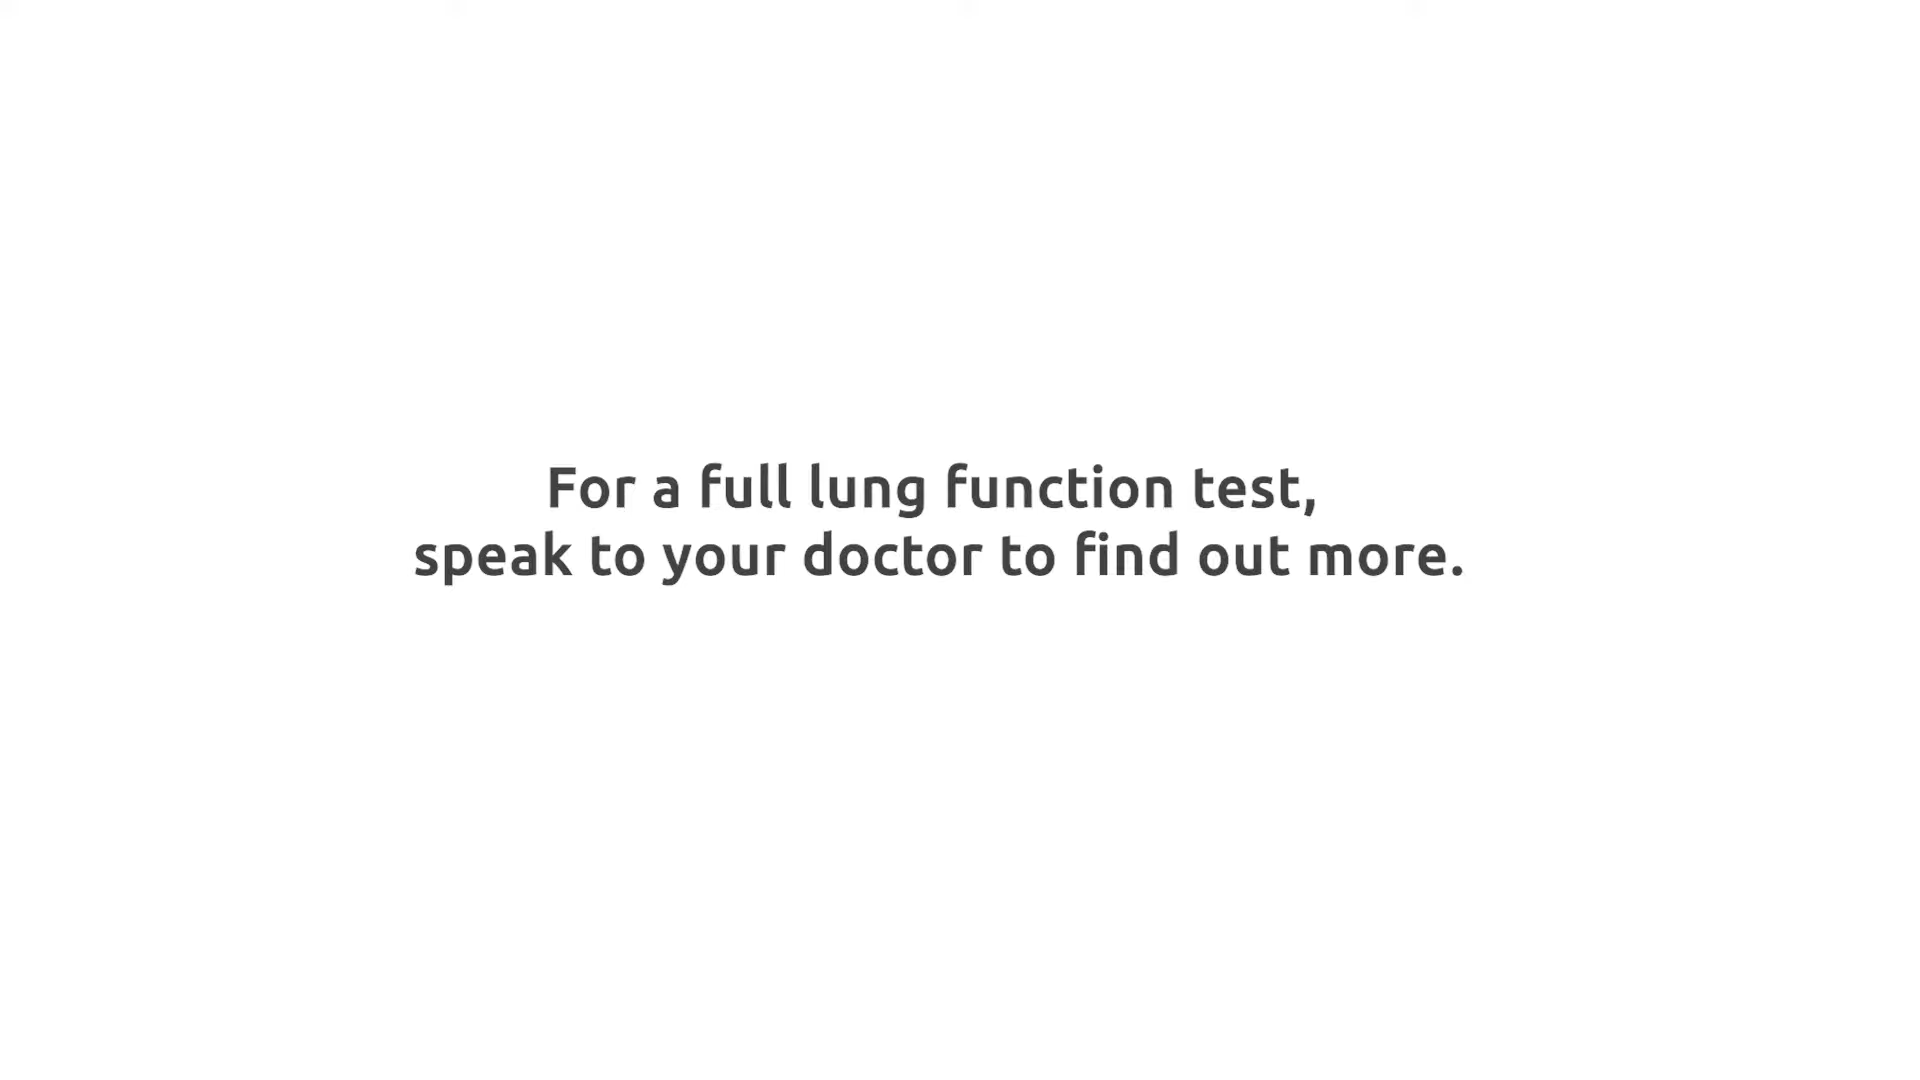 For a full lung function test,
speak to your doctor to find out more.